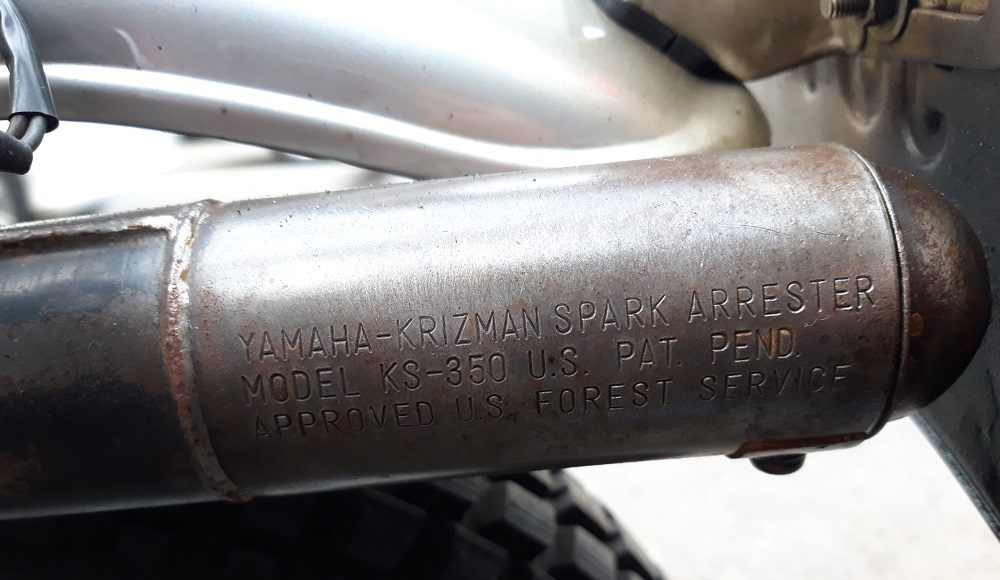 YAMAHA-KRIZMAN SPARK ARRESTER
MODEL KS-350 U.S. PAT. PEND.
APPROVED U.S. FOREST SERVICE